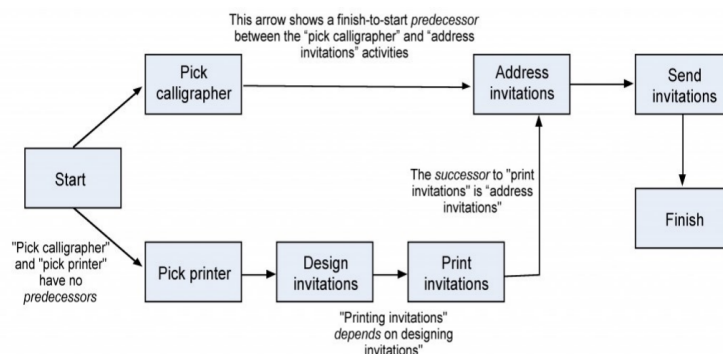 This arrow shows a finish-to-start predecessor
between the "pick calligrapher" and "address
invitations" activities
Pick
calligrapher
Address
invitations
Send
invitations
Start
The successor to "print
invitations" is "address
invitations"
Finish
"Pick calligrapher"
and "pick printer"
have no
predecessors
Pick printer
Design
invitations
Print
invitations
"Printing invitations"
depends on designing
invitations"